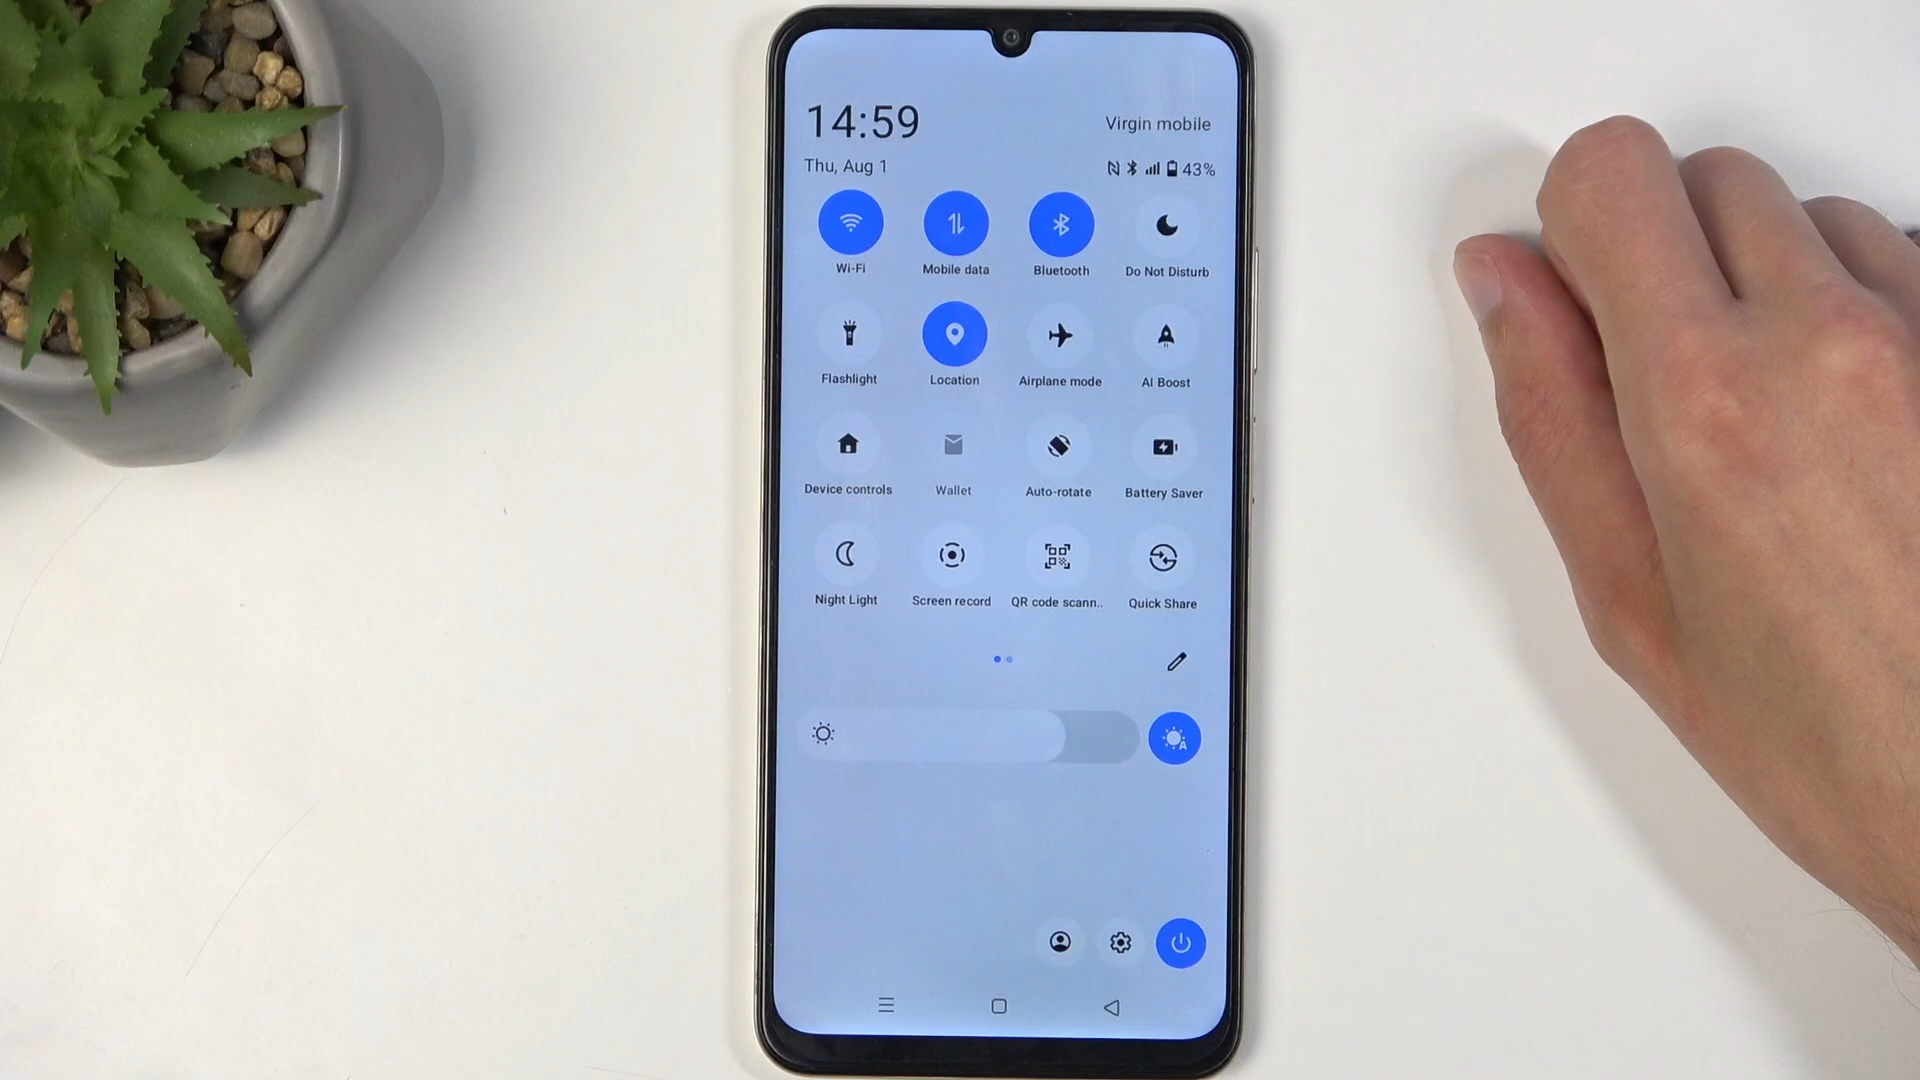 14:59
Virgin mobile
Thu, Aug 1
43%
Wi-Fi
Mobile data
Bluetooth
Do Not Disturb
Flashlight
Location
Airplane mode
AI Boost
Device controls
Wallet
Auto-rotate
Battery Saver
Night Light
Screen record
QR code scann..
Quick Share
A